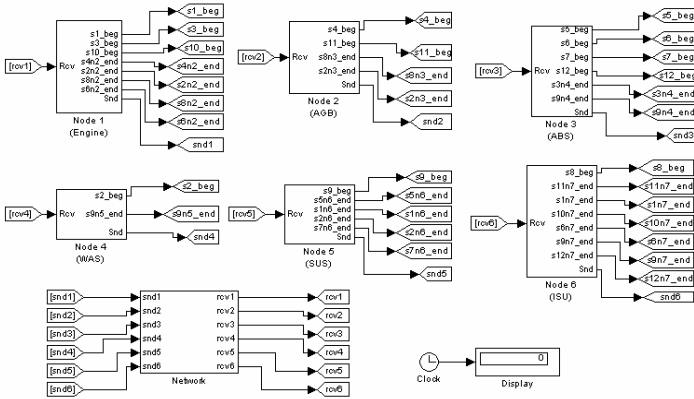 [rcv1]
Rcv
s1_beg
s3_beg
s10_beg
s4n2_end
s2n2_end
s8n2_end
s6n2_end
Snd
Node 1
(Engine)
s1_beg
s3_beg
s10_beg
s4n2_end
s2n2_end
s8n2_end
s6n2_end
snd1
[rcv2]
Rcv
s4_beg
s11_beg
s8n3_end
s2n3_end
Snd
Node 2
(AGB)
s4_beg
s11_beg
s8n3_end
s2n3_end
snd2
[rcv3]
Rcv
s5_beg
s6_beg
s7_beg
s12_beg
s3n4_end
s9n4_end
Snd
Node 3
(ABS)
s5_beg
s6_beg
s7_beg
s12_beg
s3n4_end
s9n4_end
snd3
[rcv4]
Rcv
s2_beg
s9n5_end
Snd
Node 4
(WAS)
s2_beg
s9n5_end
snd4
[rcv5]
Rcv
s9_beg
s5n6_end
s1n6_end
s2n6_end
s7n6_end
Snd
Node 5
(SUS)
s9_beg
s5n6_end
s1n6_end
s2n6_end
s7n6_end
snd5
[rcv6]
Rcv
s8_beg
s11n7_end
s1n7_end
s10n7_end
s6n7_end
s9n7_end
s12n7_end
Snd
Node 6
(ISU)
s8_beg
s11n7_end
s1n7_end
s10n7_end
s6n7_end
s9n7_end
s12n7_end
snd6
[snd1]
[snd2]
[snd3]
[snd4]
[snd5]
[snd6]
snd1
snd2
snd3
snd4
snd5
snd6
rcv1
rcv2
rcv3
rcv4
rcv5
rcv6
Network
rcv1
rcv2
rcv3
rcv4
rcv5
rcv6
Clock
0
Display